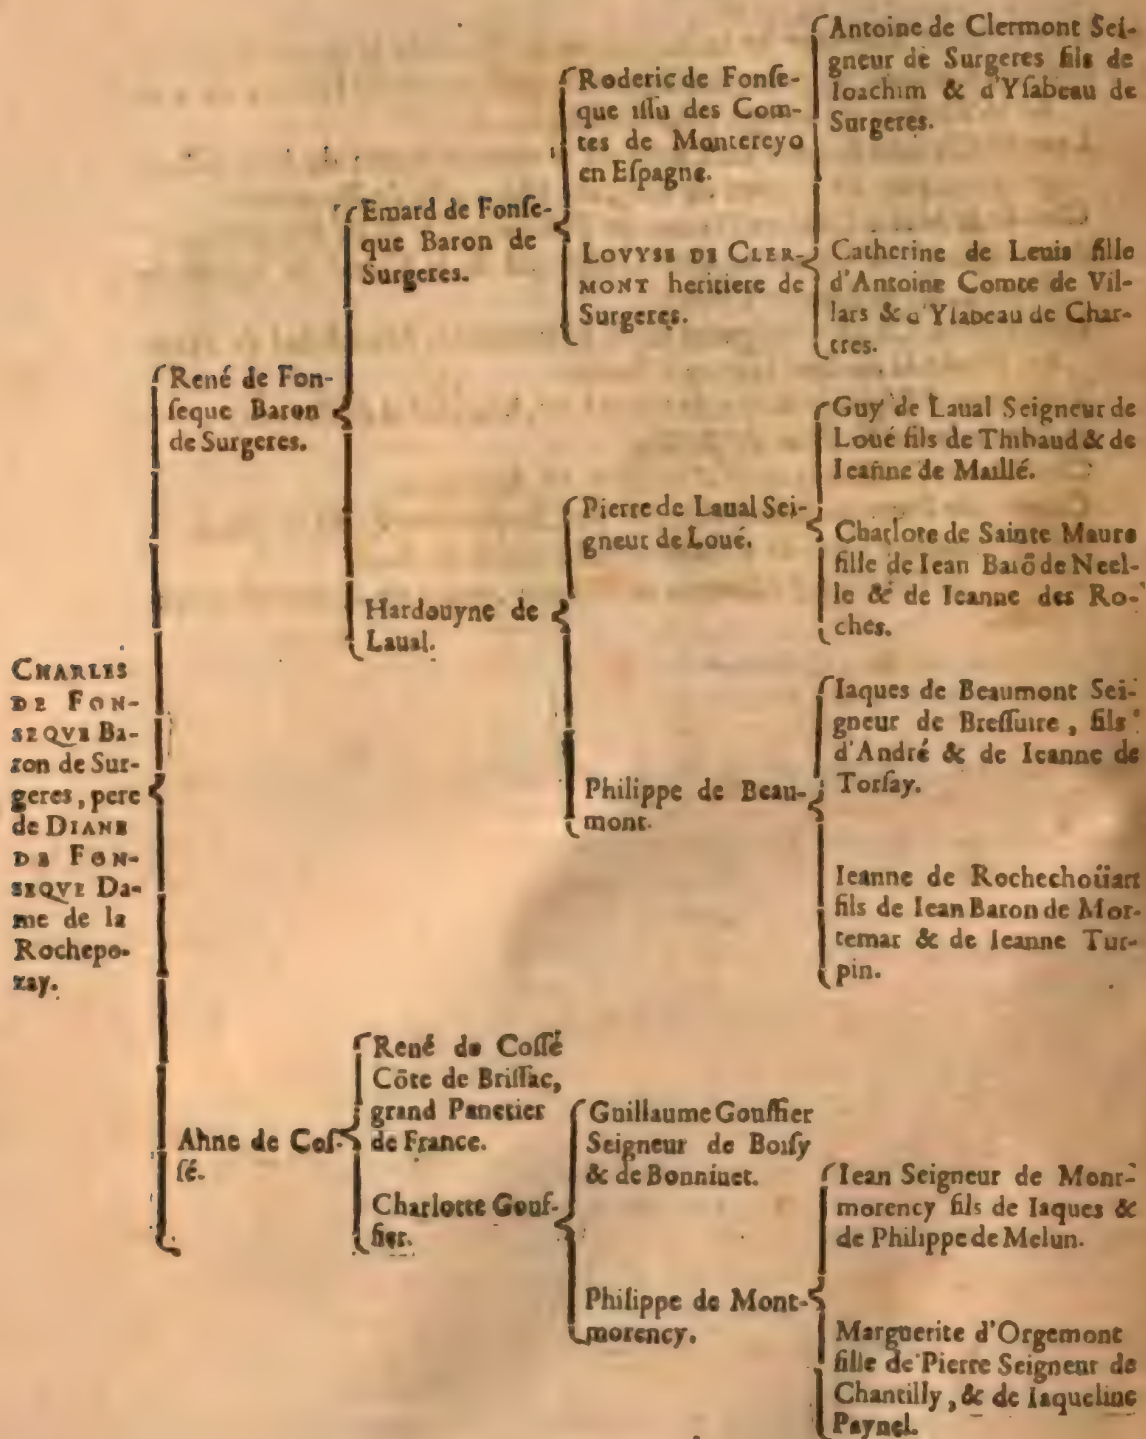 Antoine de Clermont Sei-
gneur de Surgeres fils de
Ioachim & d'Yſabeau de
Surgeres.
Roderic de Fonſe-
que iſſu des Com-
tes de Montereyo
en Eſpagne.
Emard de Fonſe-
que Baron de
Surgeres.
LOVYSE DE CLER-
MONT heritiere de
Surgeres.
Catherine de Leuis fille
d'Antoine Comte de Vil-
lars & d'Yſabeau de Char-
tres.
René de Fon-
ſeque Baron
de Surgeres.
Guy de Laual Seigneur de
Loué fils de Thibaud & de
Ieanne de Maillé.
Pierre de Laual Sei-
gneur de Loué.
Charlote de Sainte Maure
fille de Iean Barõ de Neel-
le & de Ieanne des Ro-
ches.
Hardouyne de
Laual.
CHARLES
DE FON-
SEQVE Ba-
ron de Sur-
geres, pere
de DIANE
DE FON-
SEQVE Da-
me de la
Rochepo-
zay.
Iaques de Beaumont Sei-
gneur de Breſſuire, fils
d'André & de Ieanne de
Torſay.
Philippe de Beau-
mont.
Ieanne de Rochechoüart
fils de Iean Baron de Mor-
temar & de Ieanne Tur-
pin.
René de Coſſé
Cõte de Briſſac,
grand Panetier
de France.
Anne de Coſ-
ſé.
Guillaume Gouffier
Seigneur de Boiſy
& de Bonniuet.
Charlotte Gouf-
fier.
Iean Seigneur de Mont-
morency fils de Iaques &
de Philippe de Melun.
Philippe de Mont-
morency.
Marguerite d'Orgemont
fille de Pierre Seigneur de
Chantilly, & de Iaqueline
Paynel.